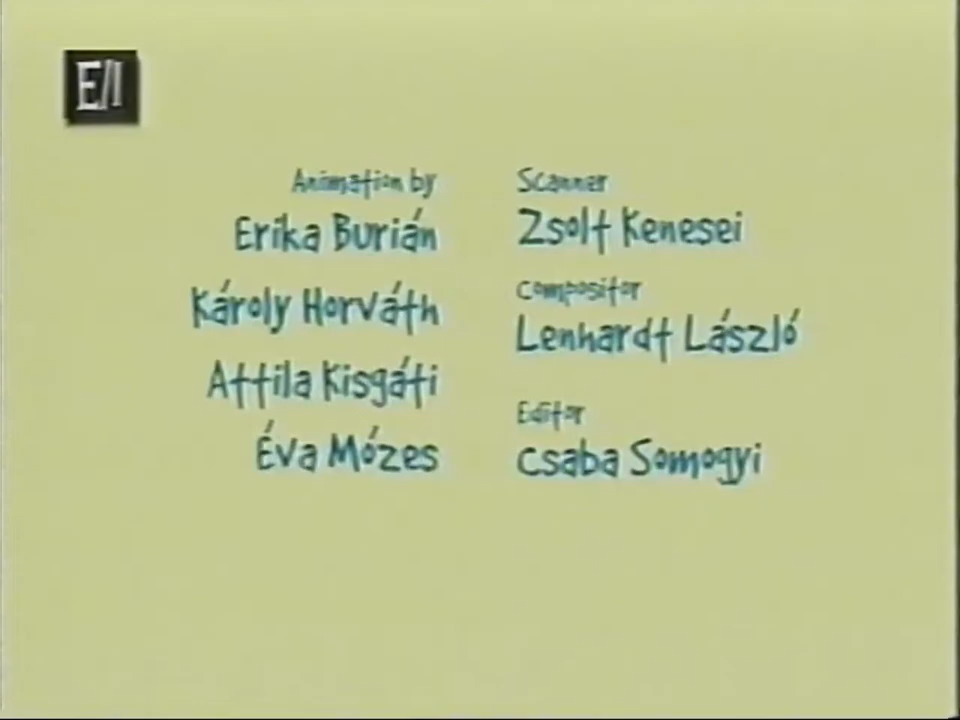 E/I
Animation by
Erika Burián
Károly Horváth
Attila Kisgáti
Éva Mózes
Scanner
Zsolt Kenesei
Compositor
Lenhardt László
Editor
Csaba Somogyi